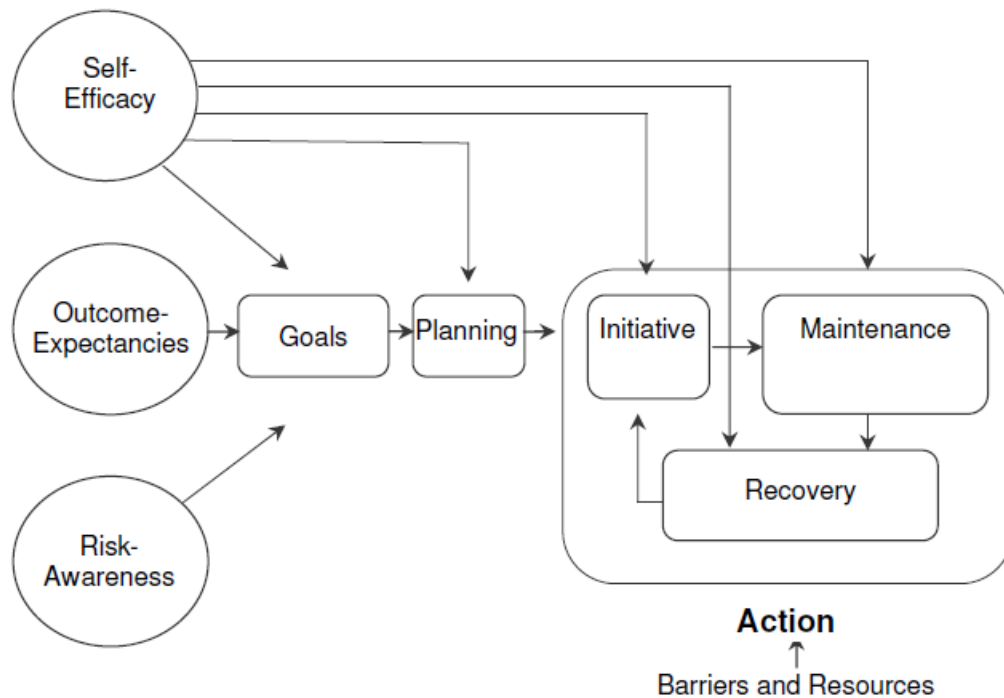 Self-
Efficacy
Outcome-
Expectancies
Goals
Planning
Initiative
Maintenance
Recovery
Risk-
Awareness
Action
Barriers and Resources